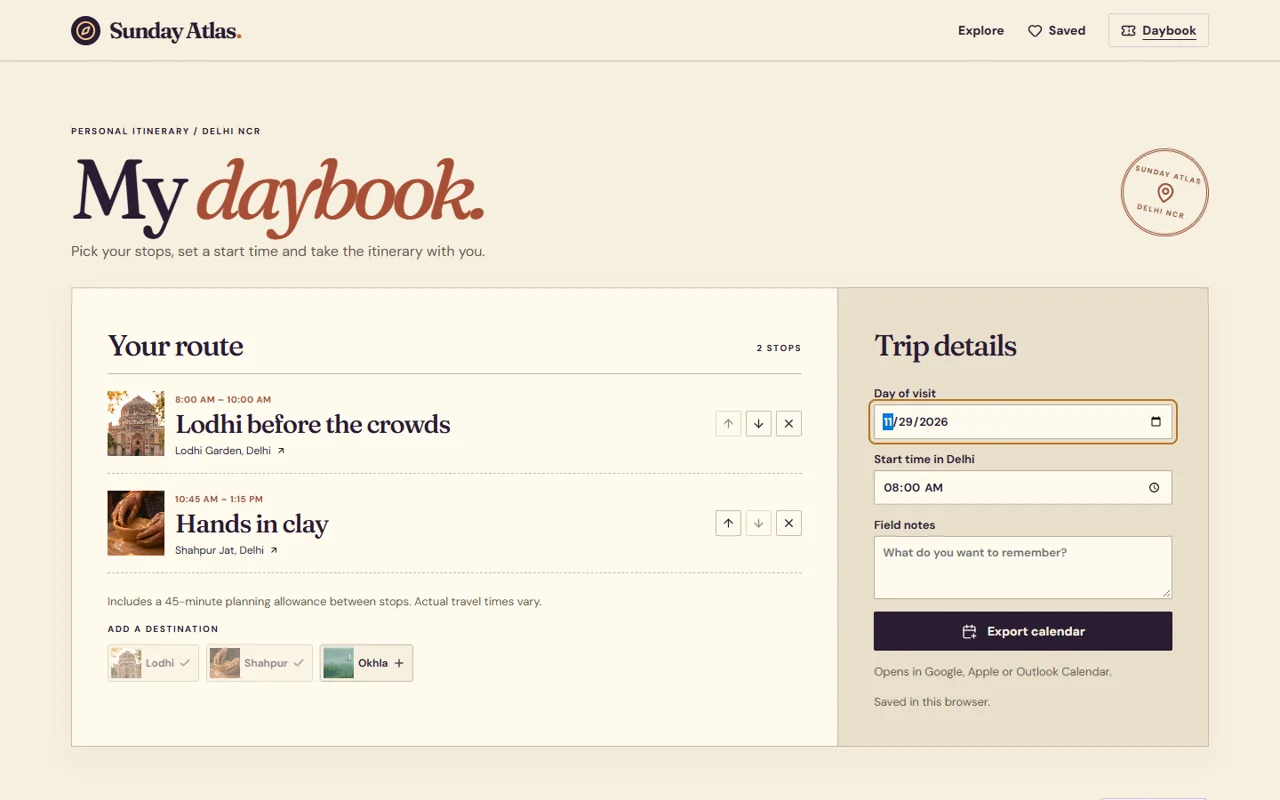 Sunday Atlas.
Explore
Saved
Daybook
PERSONAL ITINERARY / DELHI NCR
My daybook.
Pick your stops, set a start time and take the itinerary with you.
SUNDAY ATLAS
DELHI NCR
Your route
2 STOPS
8:00 AM – 10:00 AM
Lodhi before the crowds
Lodhi Garden, Delhi
10:45 AM – 1:15 PM
Hands in clay
Shahpur Jat, Delhi
Includes a 45-minute planning allowance between stops. Actual travel times vary.
ADD A DESTINATION
Lodhi
Shahpur
Okhla
Trip details
Day of visit
11/29/2026
Start time in Delhi
08:00 AM
Field notes
What do you want to remember?
Export calendar
Opens in Google, Apple or Outlook Calendar.
Saved in this browser.